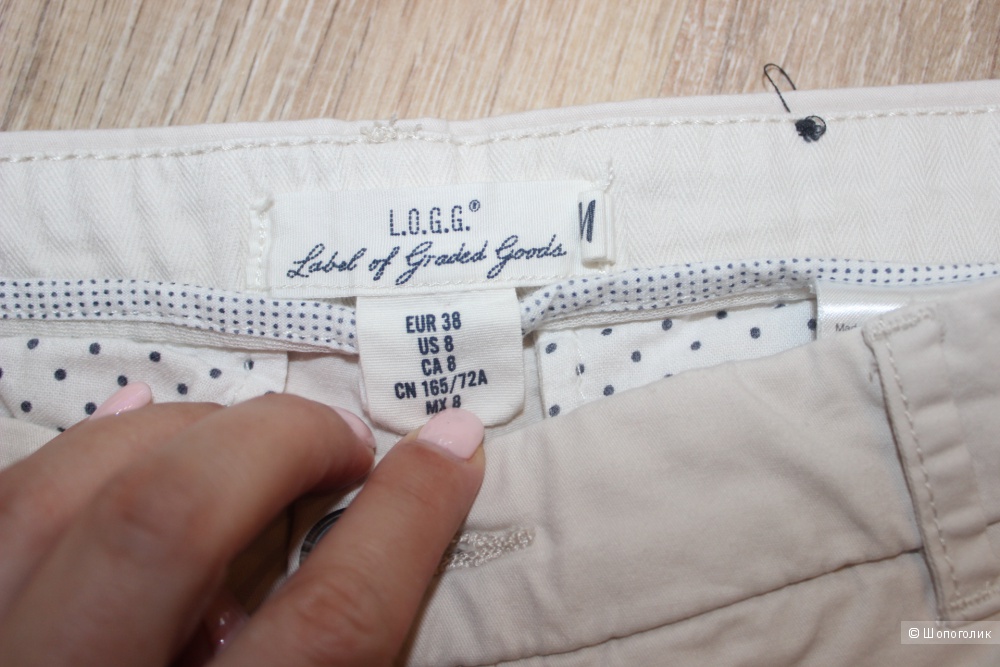 L.O.G.G.®
Label of Graded Goods
EUR 38
US 8
CA 8
CN 165/72A
MX 8
© Шопоголик